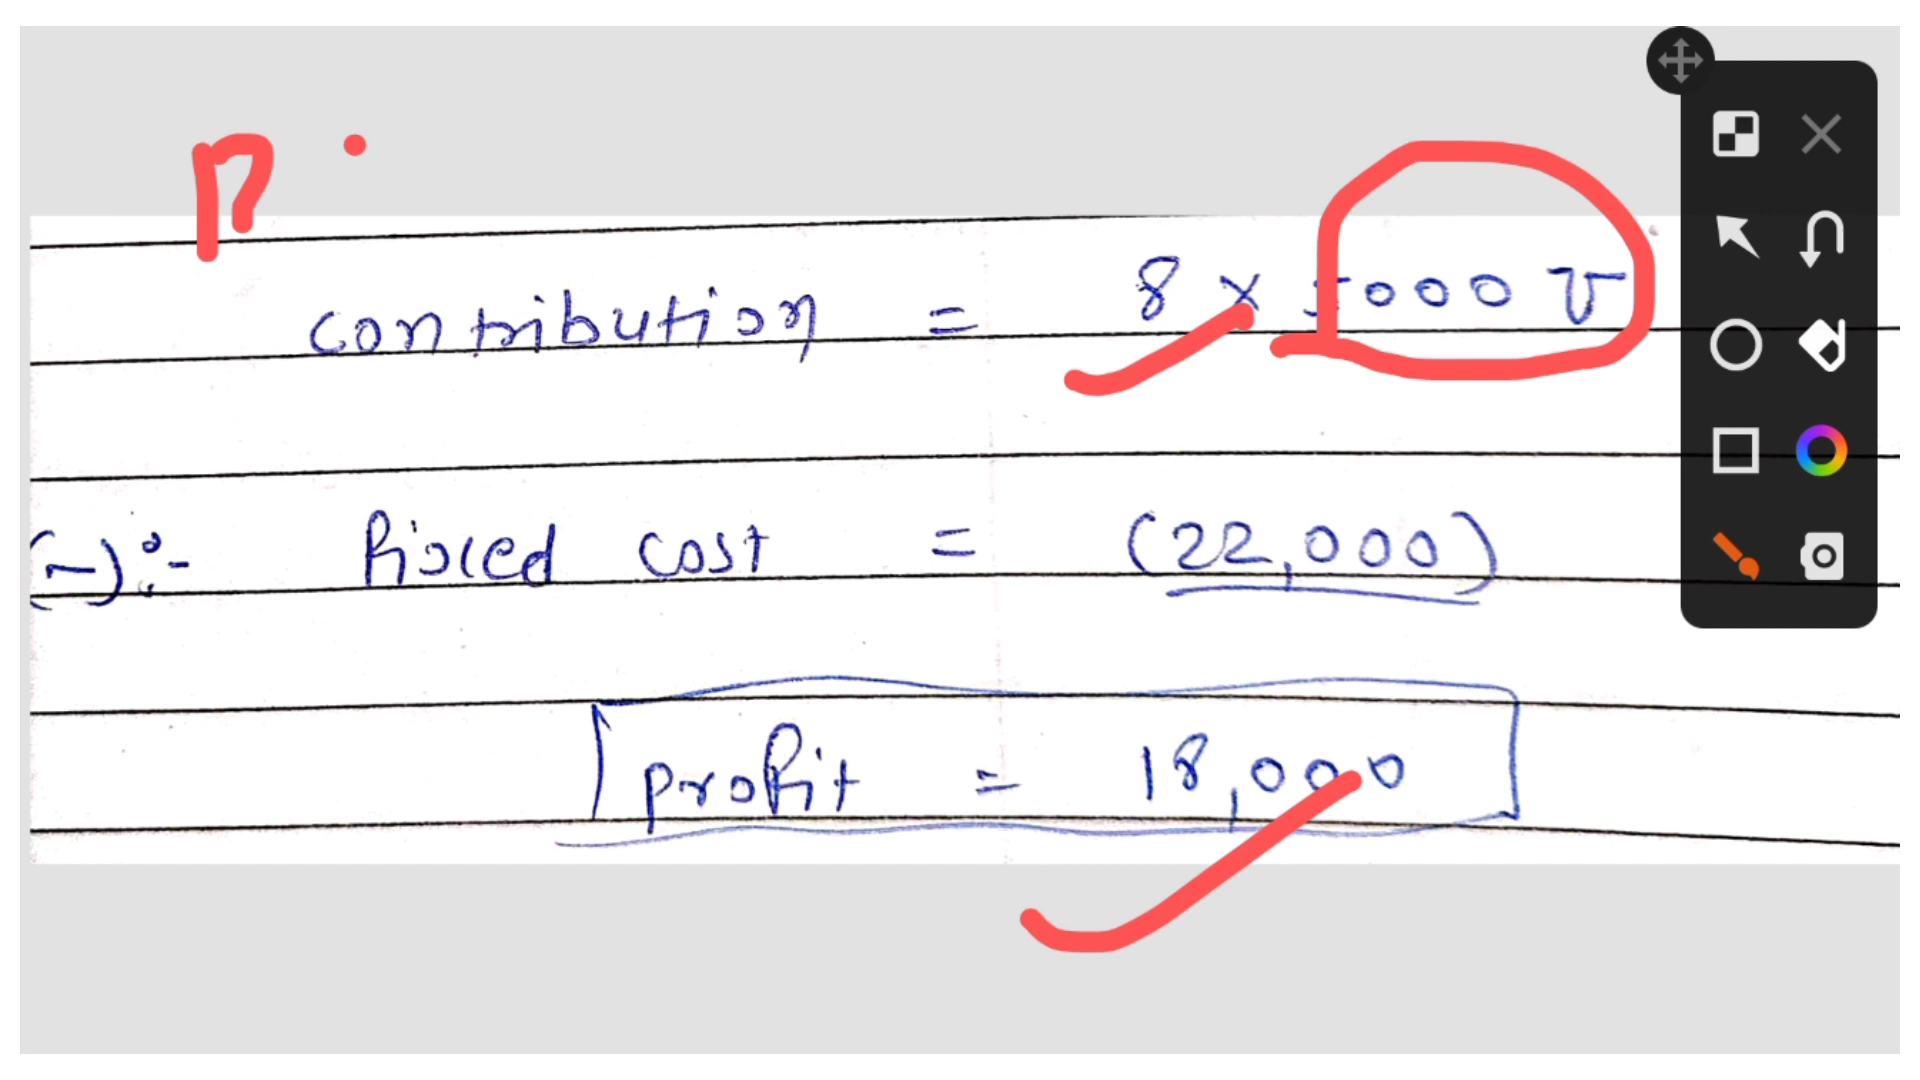 n
contribution = 8 × 5000 U
(-):- Fixed cost = (22,000)
profit = 18,000